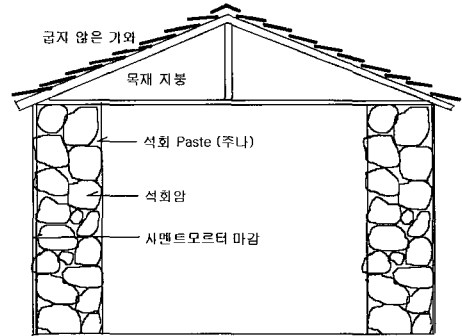 굽지 않은 기와
목재 지붕
석회 Paste (주나)
석회암
시멘트모르터 마감